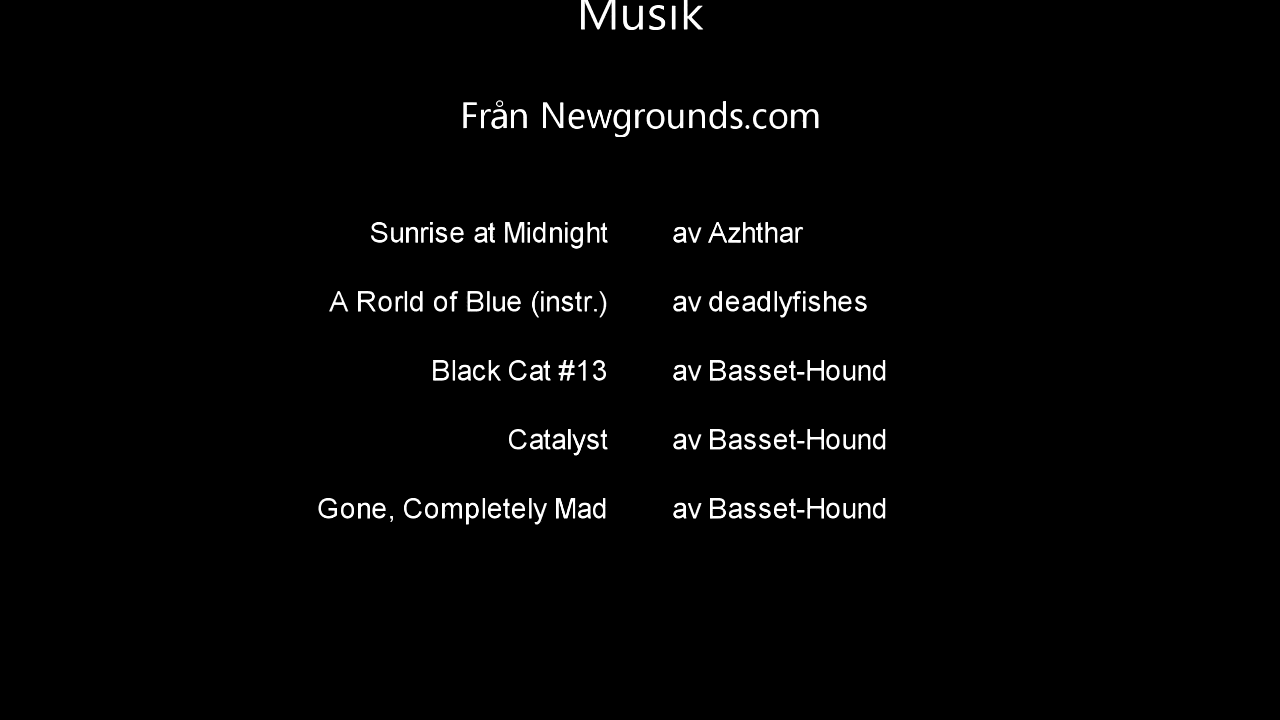 Musik
Från Newgrounds.com
Sunrise at Midnight av Azhthar
A Rorld of Blue (instr.) av deadlyfishes
Black Cat #13 av Basset-Hound
Catalyst av Basset-Hound
Gone, Completely Mad av Basset-Hound